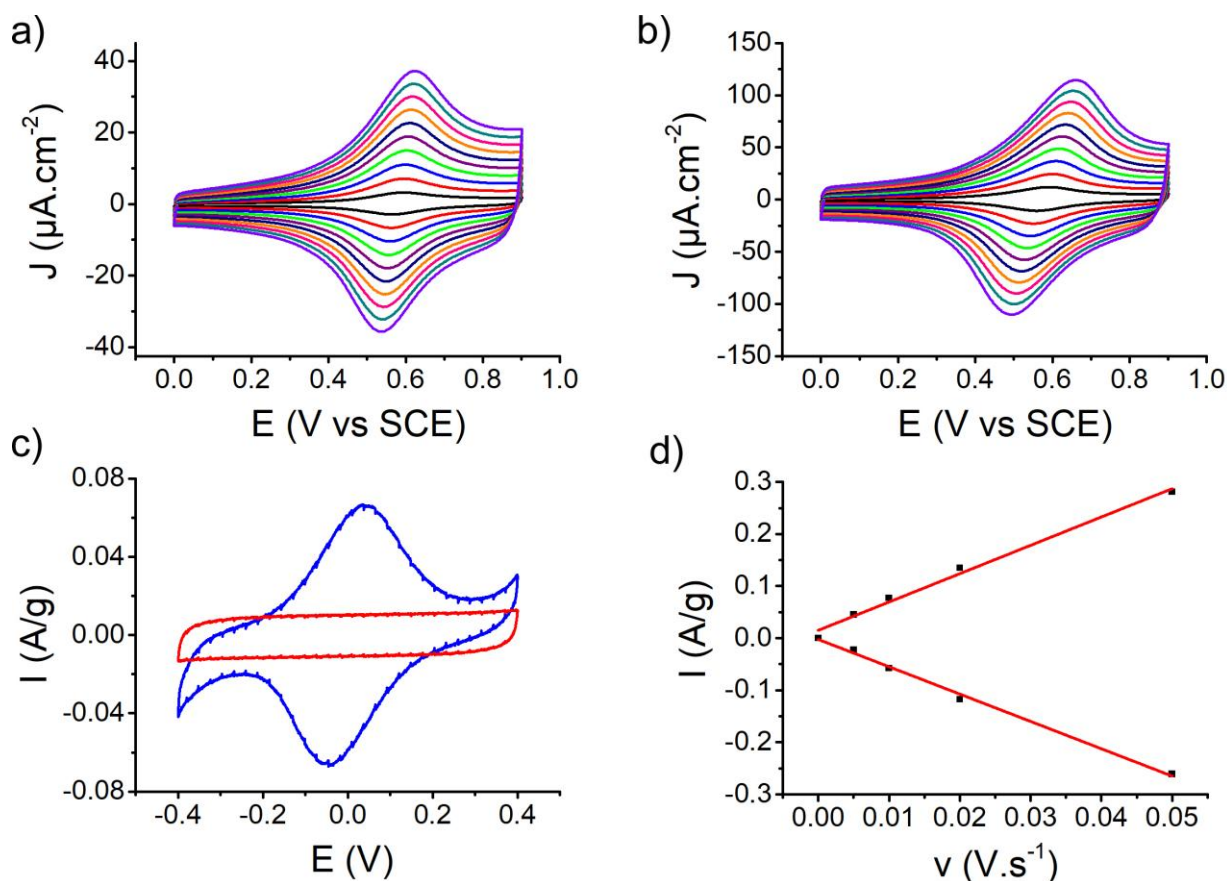 a)
40
20
0
-20
-40
J (µA.cm⁻²)
0.0 0.2 0.4 0.6 0.8 1.0
E (V vs SCE)
b)
150
100
50
0
-50
-100
-150
J (µA.cm⁻²)
0.0 0.2 0.4 0.6 0.8 1.0
E (V vs SCE)
c)
0.08
0.04
0.00
-0.04
-0.08
I (A/g)
-0.4 -0.2 0.0 0.2 0.4
E (V)
d)
0.3
0.2
0.1
0.0
-0.1
-0.2
-0.3
I (A/g)
0.00 0.01 0.02 0.03 0.04 0.05
v (V.s⁻¹)